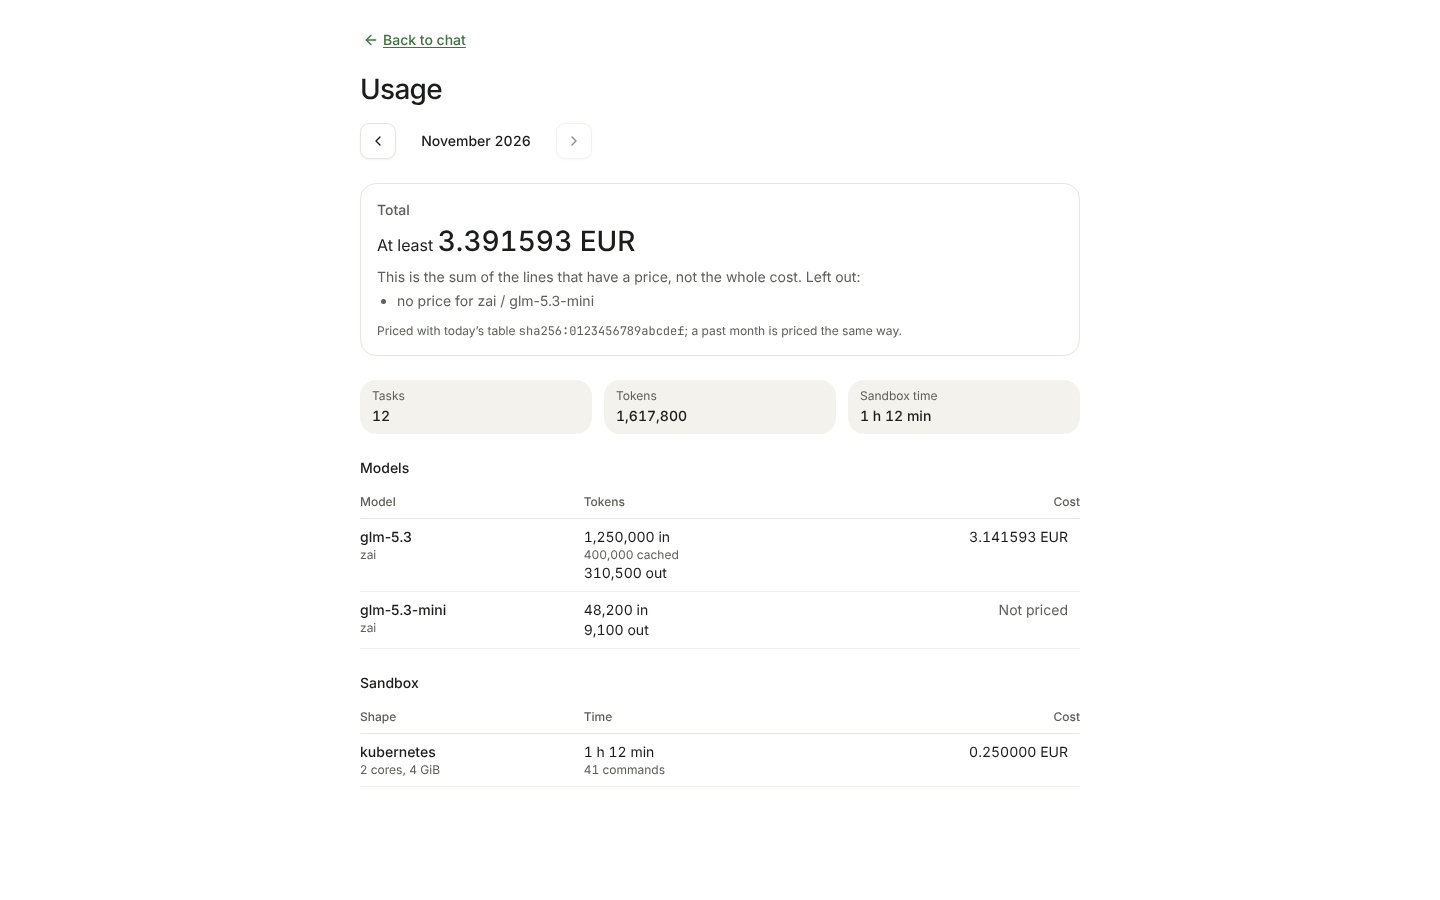 Back to chat
Usage
November 2026
Total
At least 3.391593 EUR
This is the sum of the lines that have a price, not the whole cost. Left out:
• no price for zai / glm-5.3-mini
Priced with today’s table sha256:0123456789abcdef; a past month is priced the same way.
Tasks
12
Tokens
1,617,800
Sandbox time
1 h 12 min
Models
Model Tokens Cost
glm-5.3 1,250,000 in 3.141593 EUR
zai 400,000 cached
310,500 out
glm-5.3-mini 48,200 in Not priced
zai 9,100 out
Sandbox
Shape Time Cost
kubernetes 1 h 12 min 0.250000 EUR
2 cores, 4 GiB 41 commands